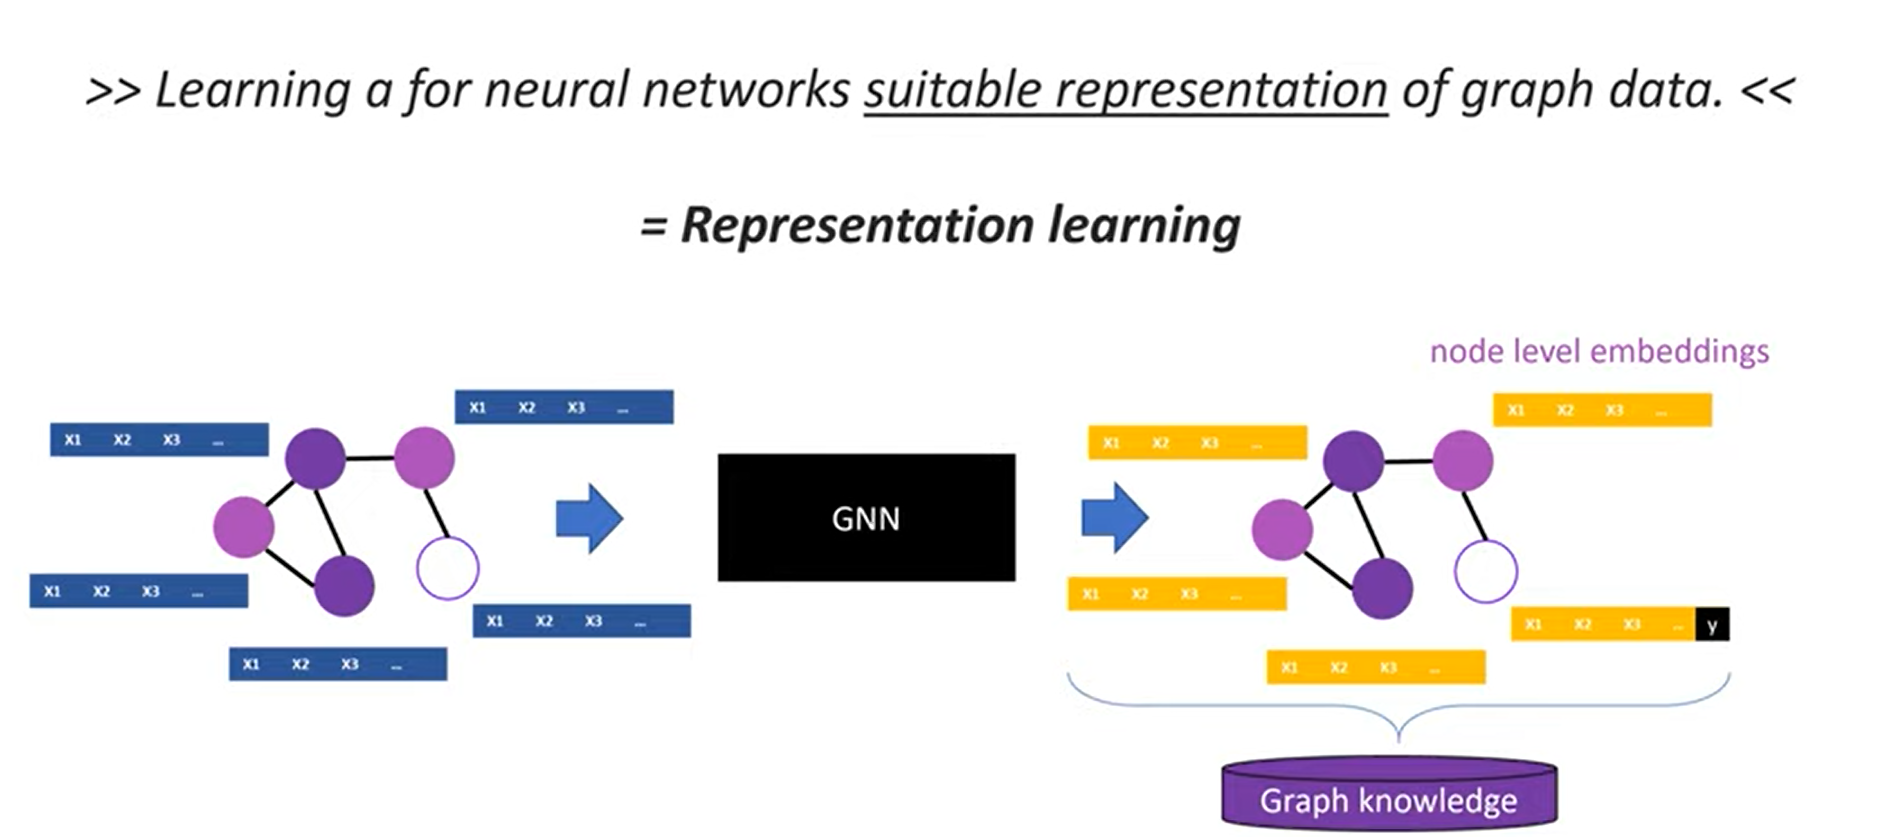 >> Learning a for neural networks suitable representation of graph data. <<
= Representation learning
node level embeddings
X1 X2 X3 ...
X1 X2 X3 ...
X1 X2 X3 ...
X1 X2 X3 ...
X1 X2 X3 ...
GNN
X1 X2 X3 ...
X1 X2 X3 ...
X1 X2 X3 ...
X1 X2 X3 ... y
X1 X2 X3 ...
Graph knowledge